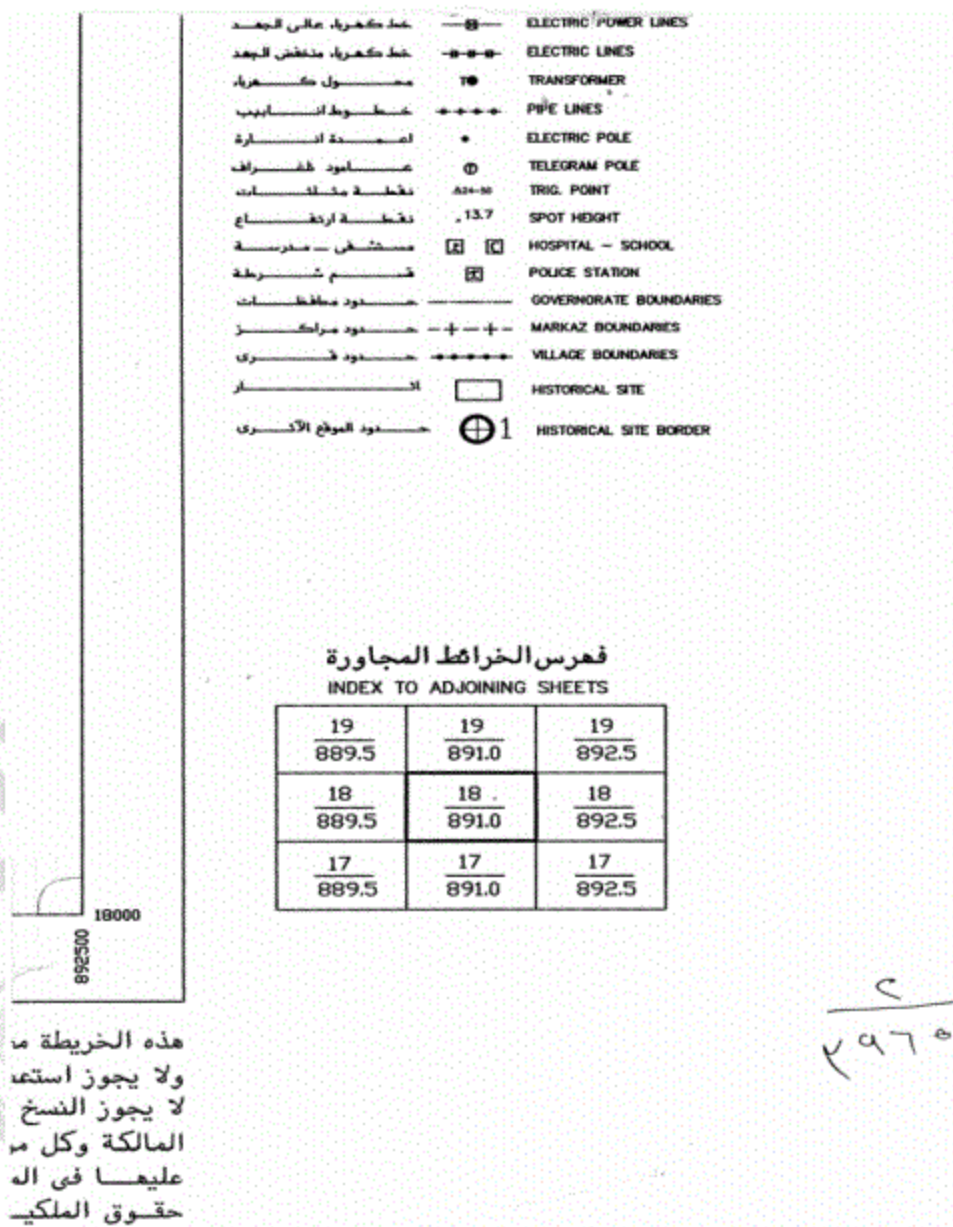 خط كهرباء عالى الجهد ELECTRIC POWER LINES
خط كهرباء منخفض الجهد ELECTRIC LINES
محول كهرباء T TRANSFORMER
خطوط انابيب PIPE LINES
اعمدة انارة ELECTRIC POLE
عامود تلغراف T TELEGRAM POLE
نقطة مثلثات Δ24-50 TRIG. POINT
نقطة ارتفاع .13.7 SPOT HEIGHT
مستشفى – مدرسة HOSPITAL – SCHOOL
قسم شرطة POLICE STATION
حدود محافظات GOVERNORATE BOUNDARIES
حدود مراكز MARKAZ BOUNDARIES
حدود قرى VILLAGE BOUNDARIES
اثار HISTORICAL SITE
حدود الموقع الأثرى 1 HISTORICAL SITE BORDER
فهرس الخرائط المجاورة
INDEX TO ADJOINING SHEETS
19/889.5 19/891.0 19/892.5
18/889.5 18/891.0 18/892.5
17/889.5 17/891.0 17/892.5
18000
892500
هذه الخريطة
ولا يجوز
لا يجوز النسخ
المالكة وكل
عليها فى
حقوق